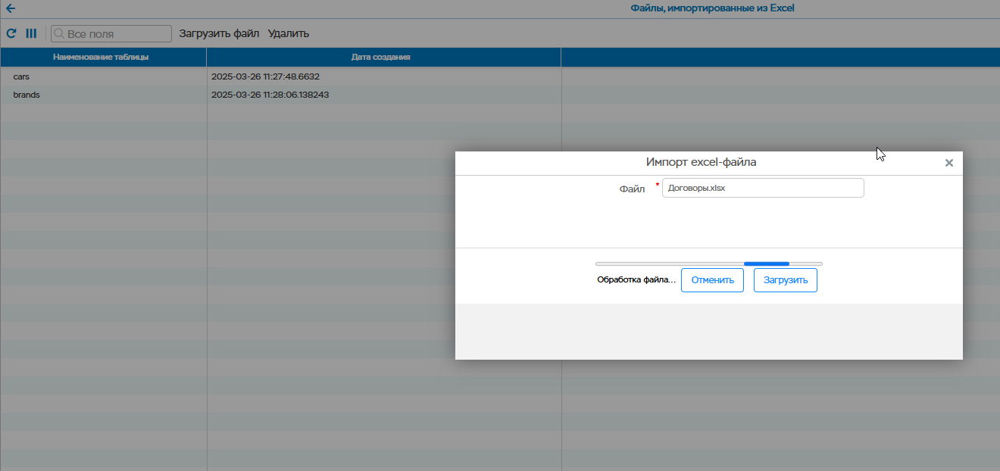 Файлы, импортированные из Excel
Все поля Загрузить файл Удалить
Наименование таблицы Дата создания
cars 2025-03-26 11:27:48.6632
brands 2025-03-26 11:28:06.138243
Импорт excel-файла
Файл * Договоры.xlsx
Обработка файла... Отменить Загрузить